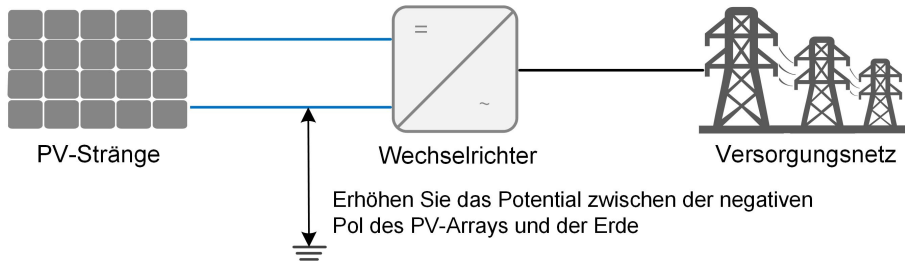 PV-Stränge
Wechselrichter
Versorgungsnetz
Erhöhen Sie das Potential zwischen der negativen
Pol des PV-Arrays und der Erde